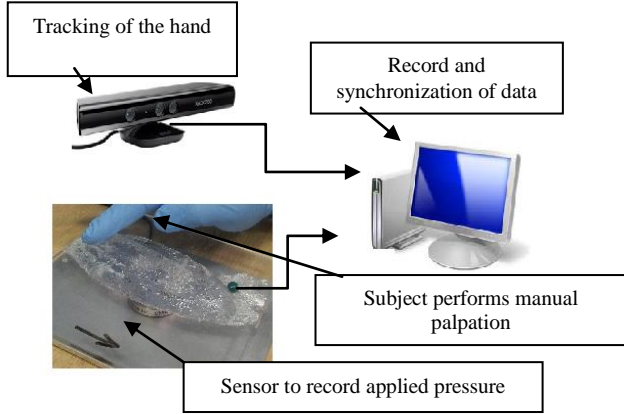 Tracking of the hand
Record and
synchronization of data
Subject performs manual
palpation
Sensor to record applied pressure